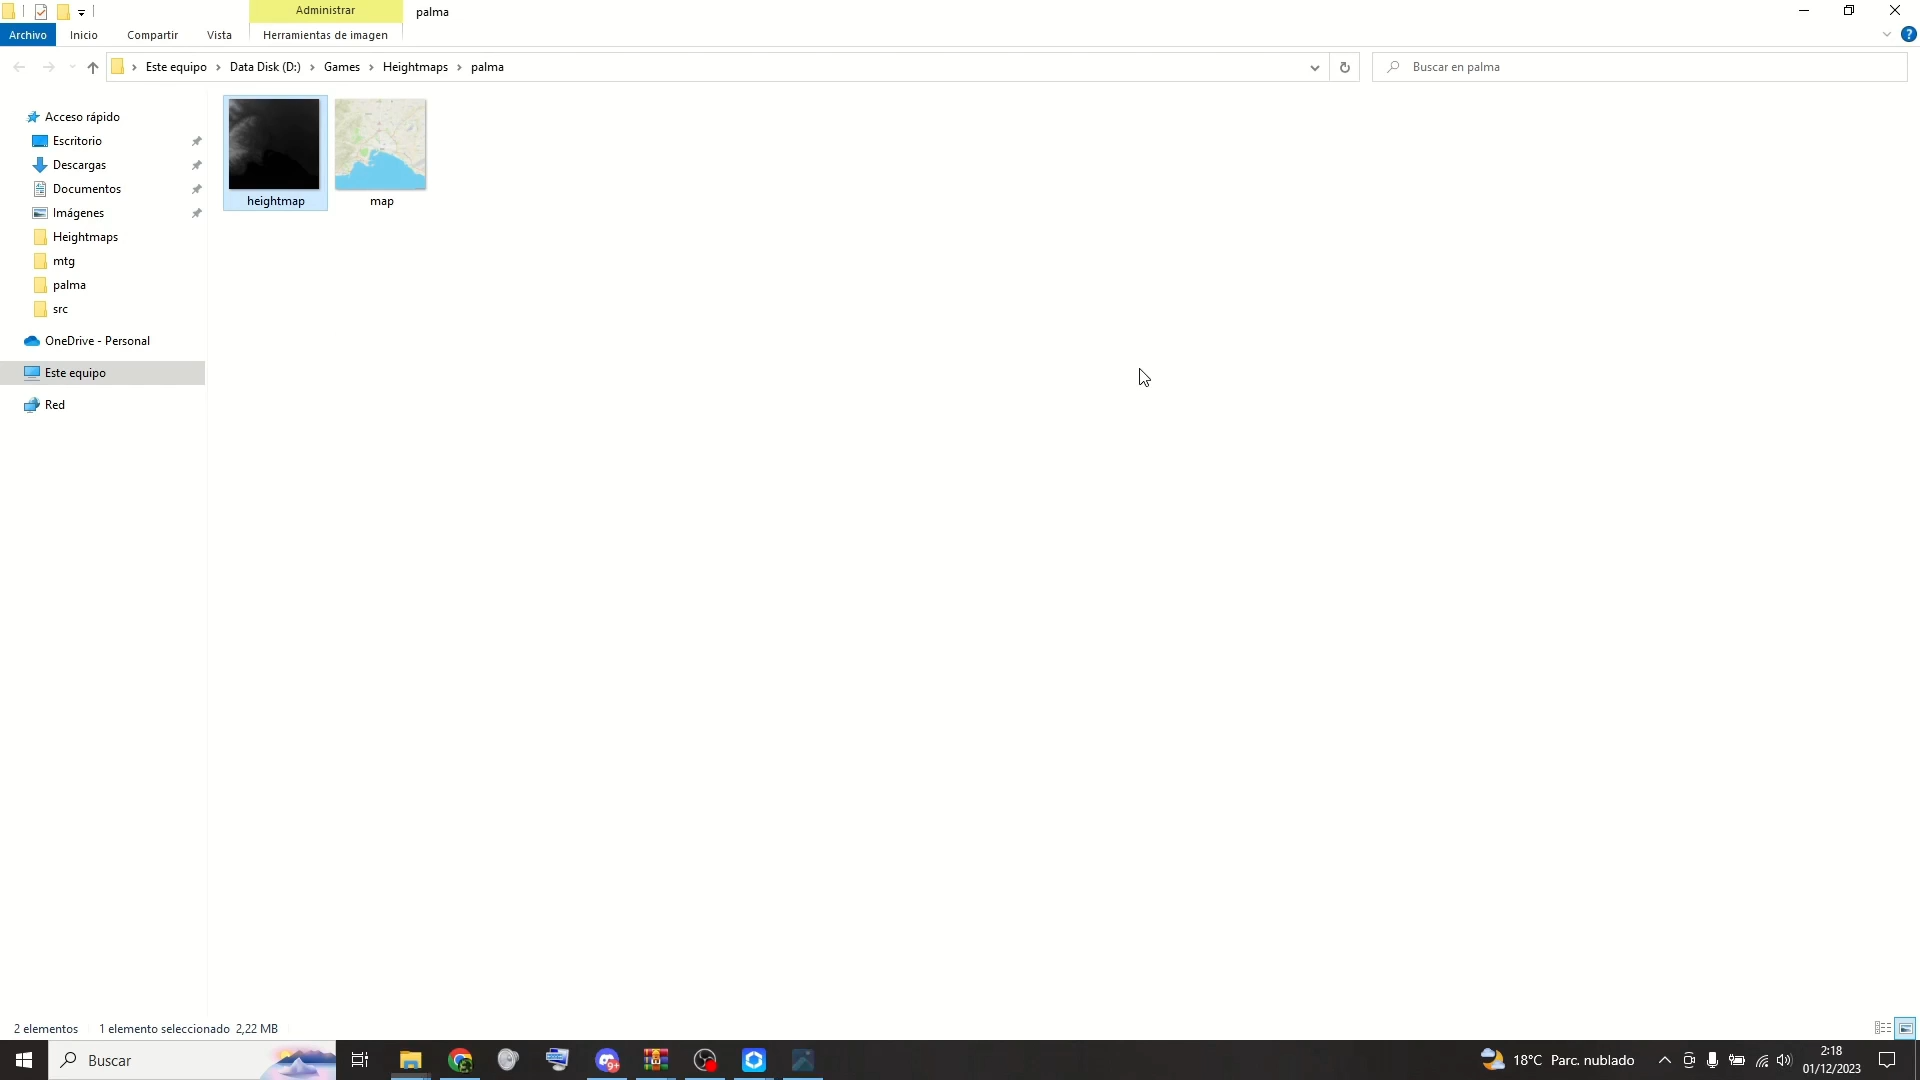 Administrar
palma
Archivo
Inicio
Compartir
Vista
Herramientas de imagen
Este equipo
Data Disk (D:)
Games
Heightmaps
palma
Buscar en palma
Acceso rápido
Escritorio
Descargas
Documentos
Imágenes
Heightmaps
mtg
palma
src
OneDrive - Personal
Este equipo
Red
heightmap
map
2 elementos
1 elemento seleccionado 2,22 MB
Buscar
9+
18°C Parc. nublado
2:18
01/12/2023